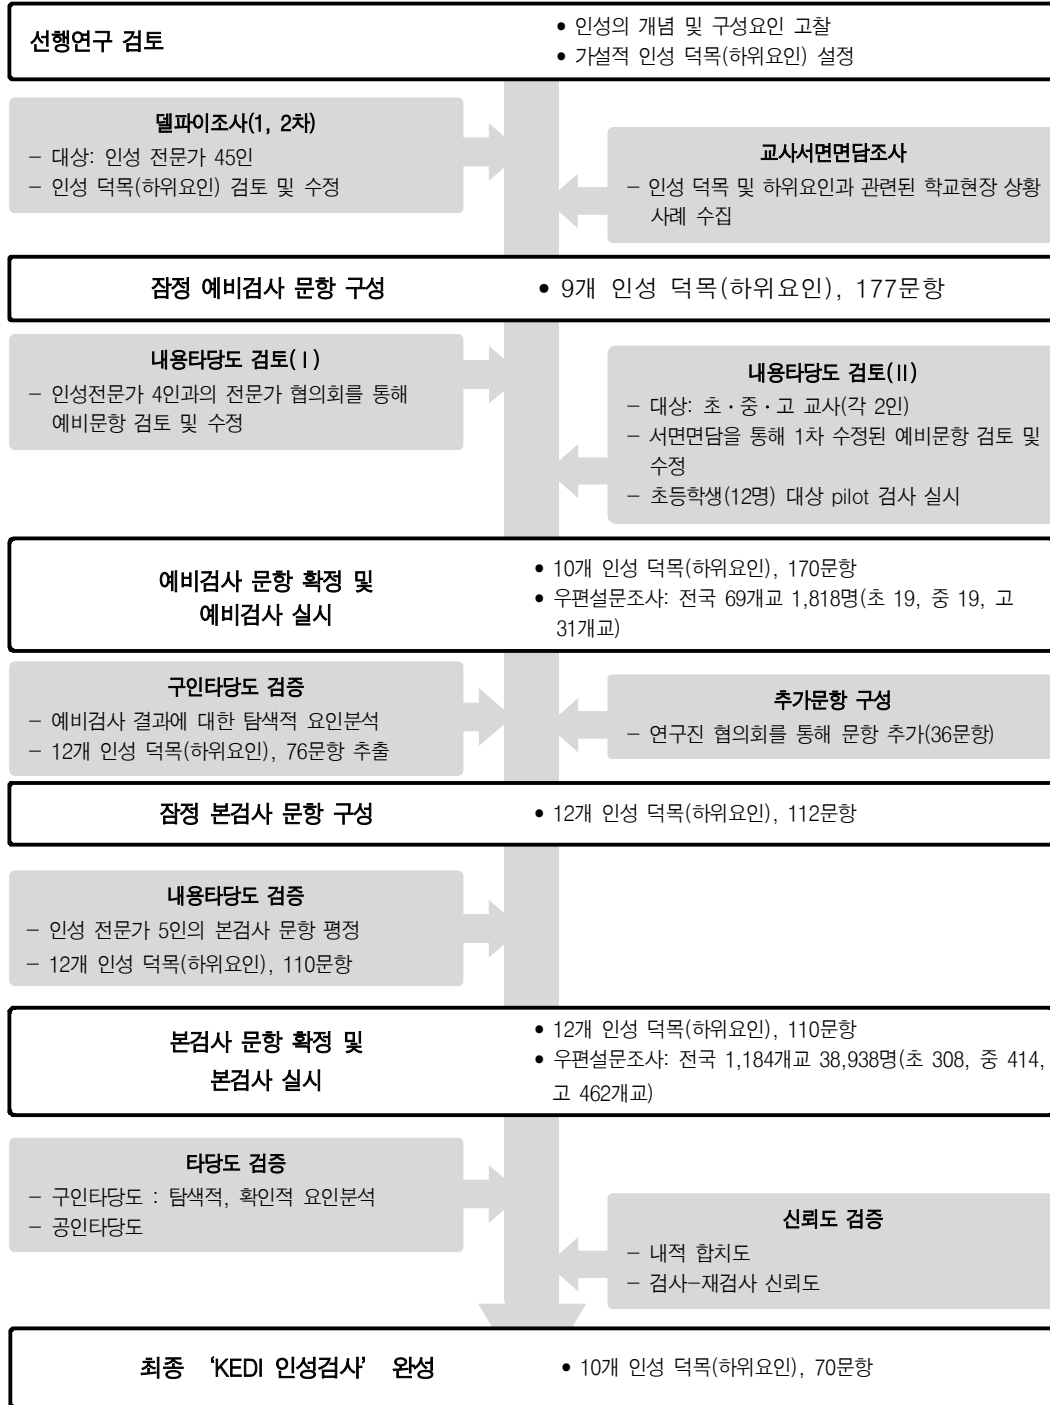 선행연구 검토
• 인성의 개념 및 구성요인 고찰
• 가설적 인성 덕목(하위요인) 설정
델파이조사(1, 2차)
– 대상: 인성 전문가 45인
– 인성 덕목(하위요인) 검토 및 수정
교사서면면담조사
– 인성 덕목 및 하위요인과 관련된 학교현장 상황
사례 수집
잠정 예비검사 문항 구성
• 9개 인성 덕목(하위요인), 177문항
내용타당도 검토(Ⅰ)
– 인성전문가 4인과의 전문가 협의회를 통해
예비문항 검토 및 수정
내용타당도 검토(Ⅱ)
– 대상: 초·중·고 교사(각 2인)
– 서면면담을 통해 1차 수정된 예비문항 검토 및
수정
– 초등학생(12명) 대상 pilot 검사 실시
예비검사 문항 확정 및
예비검사 실시
• 10개 인성 덕목(하위요인), 170문항
• 우편설문조사: 전국 69개교 1,818명(초 19, 중 19, 고
31개교)
구인타당도 검증
– 예비검사 결과에 대한 탐색적 요인분석
– 12개 인성 덕목(하위요인), 76문항 추출
추가문항 구성
– 연구진 협의회를 통해 문항 추가(36문항)
잠정 본검사 문항 구성
• 12개 인성 덕목(하위요인), 112문항
내용타당도 검증
– 인성 전문가 5인의 본검사 문항 평정
– 12개 인성 덕목(하위요인), 110문항
본검사 문항 확정 및
본검사 실시
• 12개 인성 덕목(하위요인), 110문항
• 우편설문조사: 전국 1,184개교 38,938명(초 308, 중 414,
고 462개교)
타당도 검증
– 구인타당도 : 탐색적, 확인적 요인분석
– 공인타당도
신뢰도 검증
– 내적 합치도
– 검사–재검사 신뢰도
최종 ‘KEDI 인성검사’ 완성
• 10개 인성 덕목(하위요인), 70문항